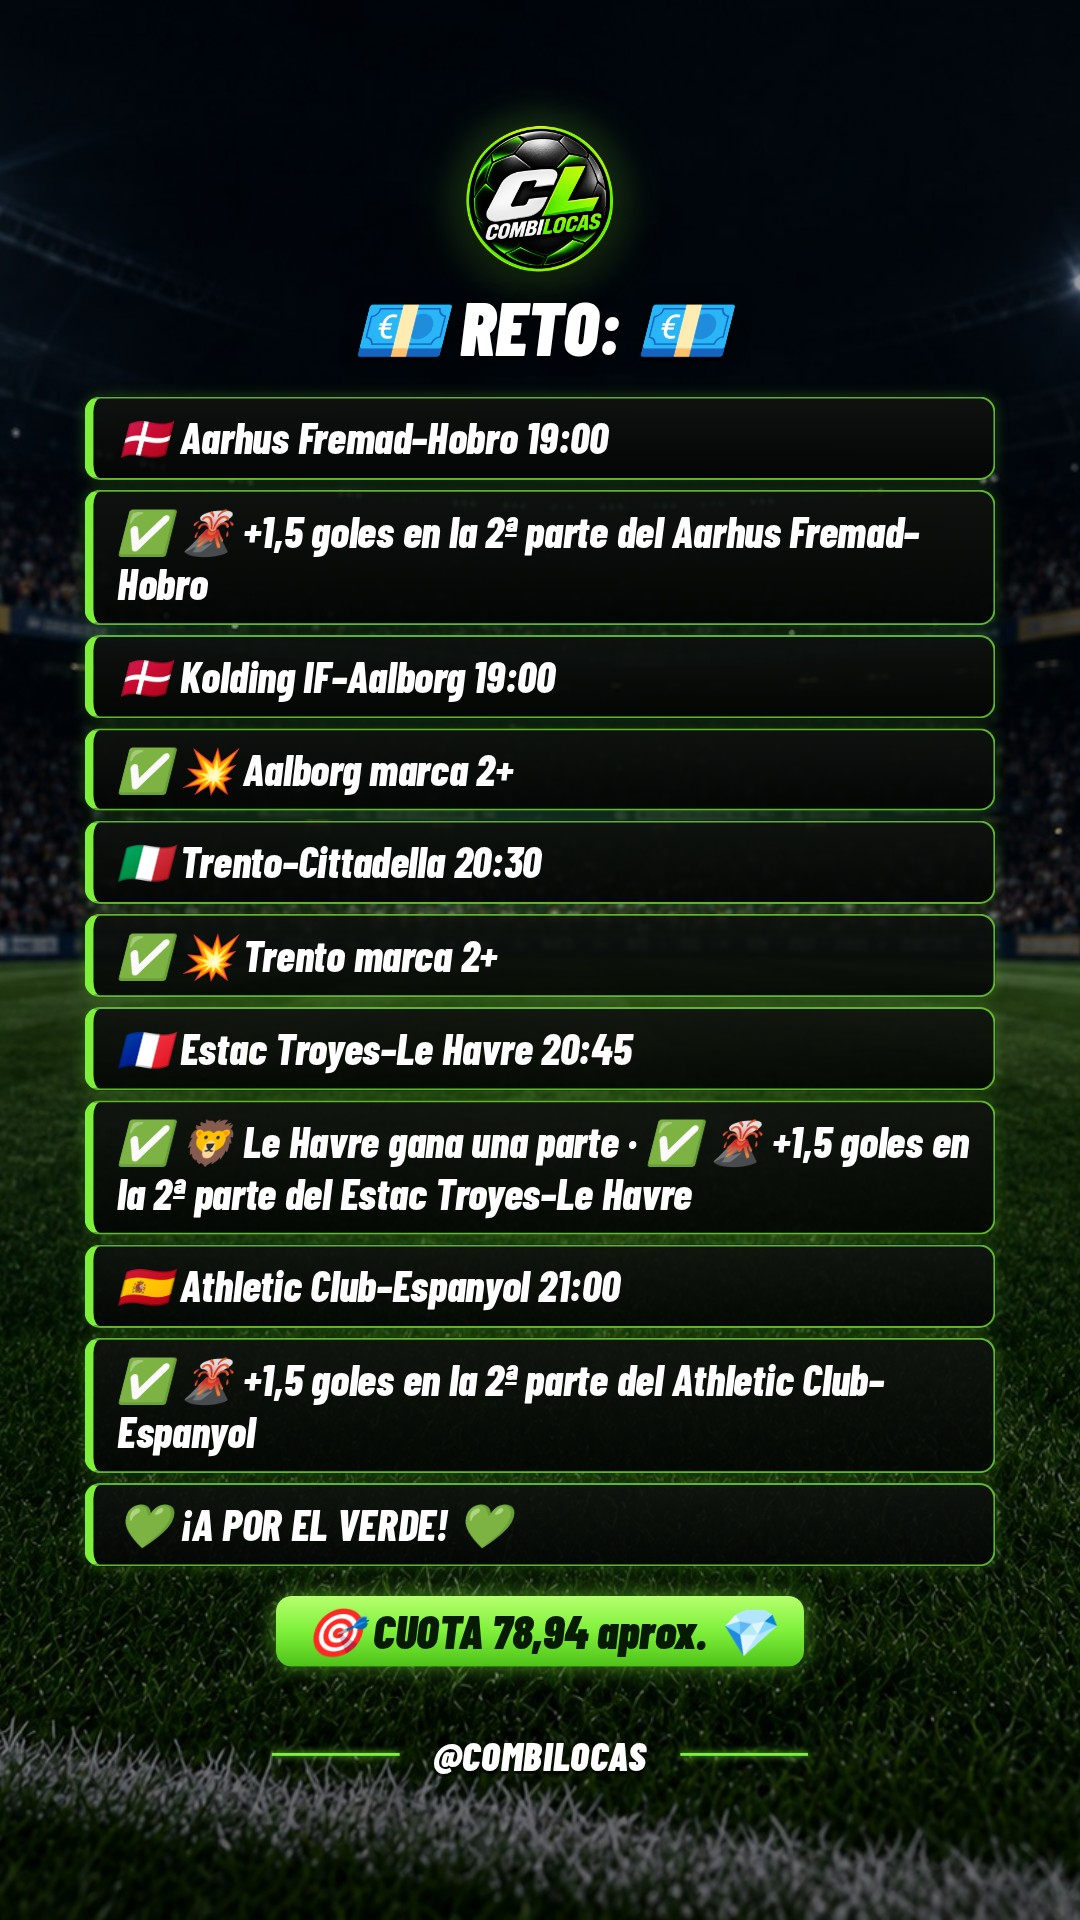 CL
COMBILOCAS
💶 RETO: 💶
🇩🇰 Aarhus Fremad-Hobro 19:00
✅ 🌋 +1,5 goles en la 2ª parte del Aarhus Fremad-
Hobro
🇩🇰 Kolding IF-Aalborg 19:00
✅ 💥 Aalborg marca 2+
🇮🇹 Trento-Cittadella 20:30
✅ 💥 Trento marca 2+
🇫🇷 Estac Troyes-Le Havre 20:45
✅ 🦁 Le Havre gana una parte · ✅ 🌋 +1,5 goles en
la 2ª parte del Estac Troyes-Le Havre
🇪🇸 Athletic Club-Espanyol 21:00
✅ 🌋 +1,5 goles en la 2ª parte del Athletic Club-
Espanyol
💚 ¡A POR EL VERDE! 💚
🎯 CUOTA 78,94 aprox. 💎
@COMBILOCAS